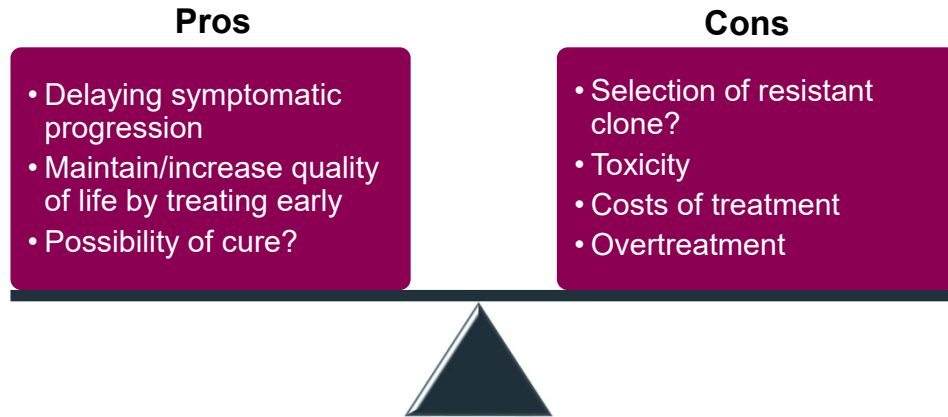 Pros
• Delaying symptomatic
progression
• Maintain/increase quality
of life by treating early
• Possibility of cure?
Cons
• Selection of resistant
clone?
• Toxicity
• Costs of treatment
• Overtreatment